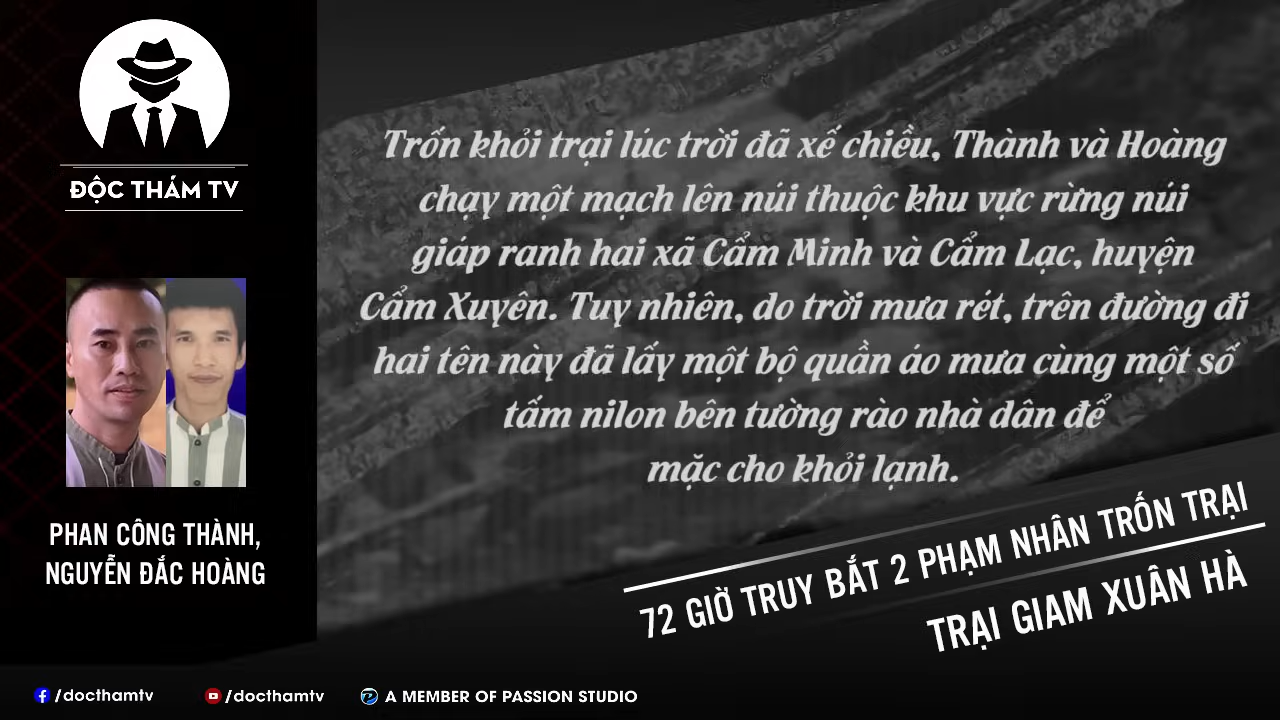 ĐỘC THÁM TV
PHAN CÔNG THÀNH,
NGUYỄN ĐẮC HOÀNG
Trốn khỏi trại lúc trời đã xế chiều, Thành và Hoàng
chạy một mạch lên núi thuộc khu vực rừng núi
giáp ranh hai xã Cẩm Minh và Cẩm Lạc, huyện
Cẩm Xuyên. Tuy nhiên, do trời mưa rét, trên đường đi
hai tên này đã lấy một bộ quần áo mưa cùng một số
tấm nilon bên tường rào nhà dân để
mặc cho khỏi lạnh.
72 GIỜ TRUY BẮT 2 PHẠM NHÂN TRỐN TRẠI
TRẠI GIAM XUÂN HÀ
/docthamtv /docthamtv A MEMBER OF PASSION STUDIO